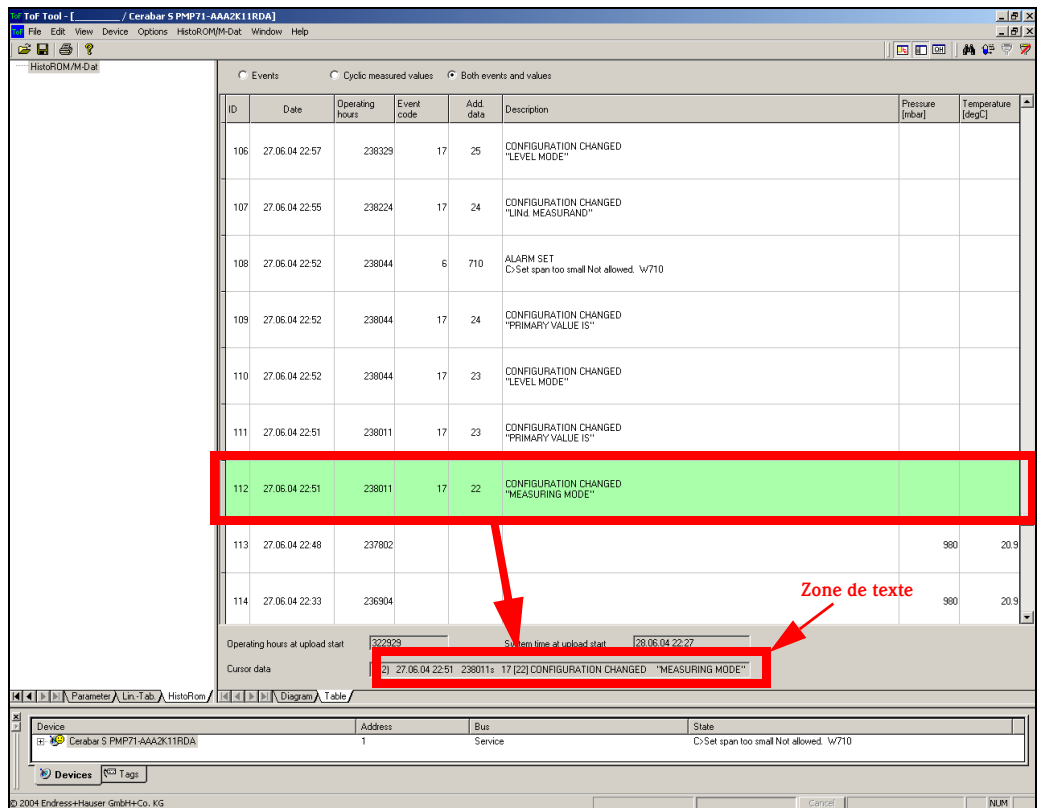 ToF Tool - [ / Cerabar S PMP71-AAA2K11RDA]
File Edit View Device Options HistoROM/M-Dat Window Help
HistoROM/M-Dat
Events Cyclic measured values Both events and values
ID Date Operating hours Event code Add. data Description Pressure [mbar] Temperature [degC]
106 27.06.04 22:57 238329 17 25 CONFIGURATION CHANGED
"LEVEL MODE"
107 27.06.04 22:55 238224 17 24 CONFIGURATION CHANGED
"LINd. MEASURAND"
108 27.06.04 22:52 238044 6 710 ALARM SET
C>Set span too small Not allowed. W710
109 27.06.04 22:52 238044 17 24 CONFIGURATION CHANGED
"PRIMARY VALUE IS"
110 27.06.04 22:52 238044 17 23 CONFIGURATION CHANGED
"LEVEL MODE"
111 27.06.04 22:51 238011 17 23 CONFIGURATION CHANGED
"PRIMARY VALUE IS"
112 27.06.04 22:51 238011 17 22 CONFIGURATION CHANGED
"MEASURING MODE"
113 27.06.04 22:48 237802 980 20.9
114 27.06.04 22:33 236904 980 20.9
Zone de texte
Operating hours at upload start 322929 System time at upload start 28.06.04 22:27
Cursor data 2) 27.06.04 22:51 238011s 17 [22] CONFIGURATION CHANGED "MEASURING MODE"
Parameter Lin.-Tab. HistoRom Diagram Table
Device Address Bus State
Cerabar S PMP71-AAA2K11RDA 1 Service C>Set span too small Not allowed. W710
Devices Tags
© 2004 Endress+Hauser GmbH+Co. KG Cancel NUM